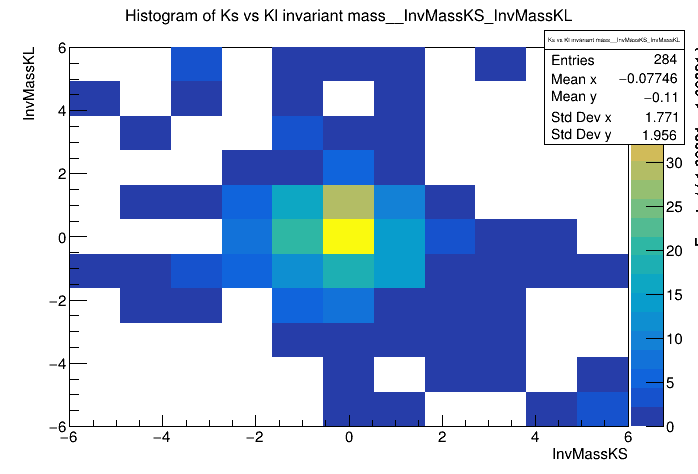 Histogram of Ks vs Kl invariant mass__InvMassKS_InvMassKL
Ks vs Kl invariant mass__InvMassKS_InvMassKL
Entries 284
Mean x −0.07746
Mean y −0.11
Std Dev x 1.771
Std Dev y 1.956
InvMassKL
6
4
2
0
−2
−4
−6
−6 −4 −2 0 2 4 6
InvMassKS
30
25
20
15
10
5
0